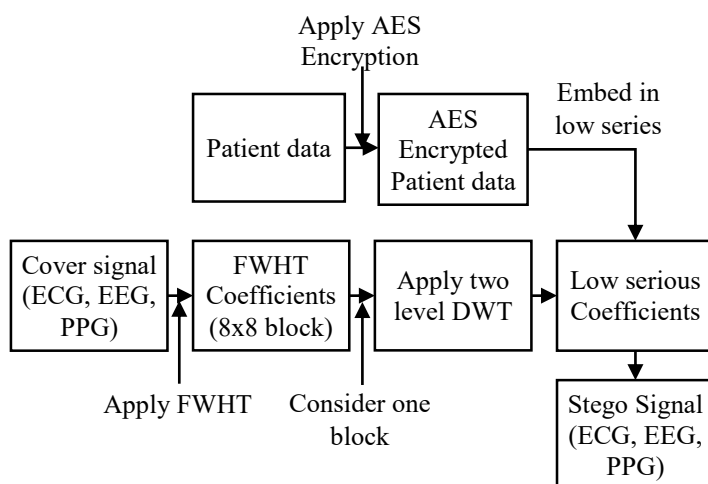 Apply AES
Encryption
Patient data
AES
Encrypted
Patient data
Embed in
low series
Cover signal
(ECG, EEG,
PPG)
FWHT
Coefficients
(8x8 block)
Apply two
level DWT
Low serious
Coefficients
Apply FWHT
Consider one
block
Stego Signal
(ECG, EEG,
PPG)